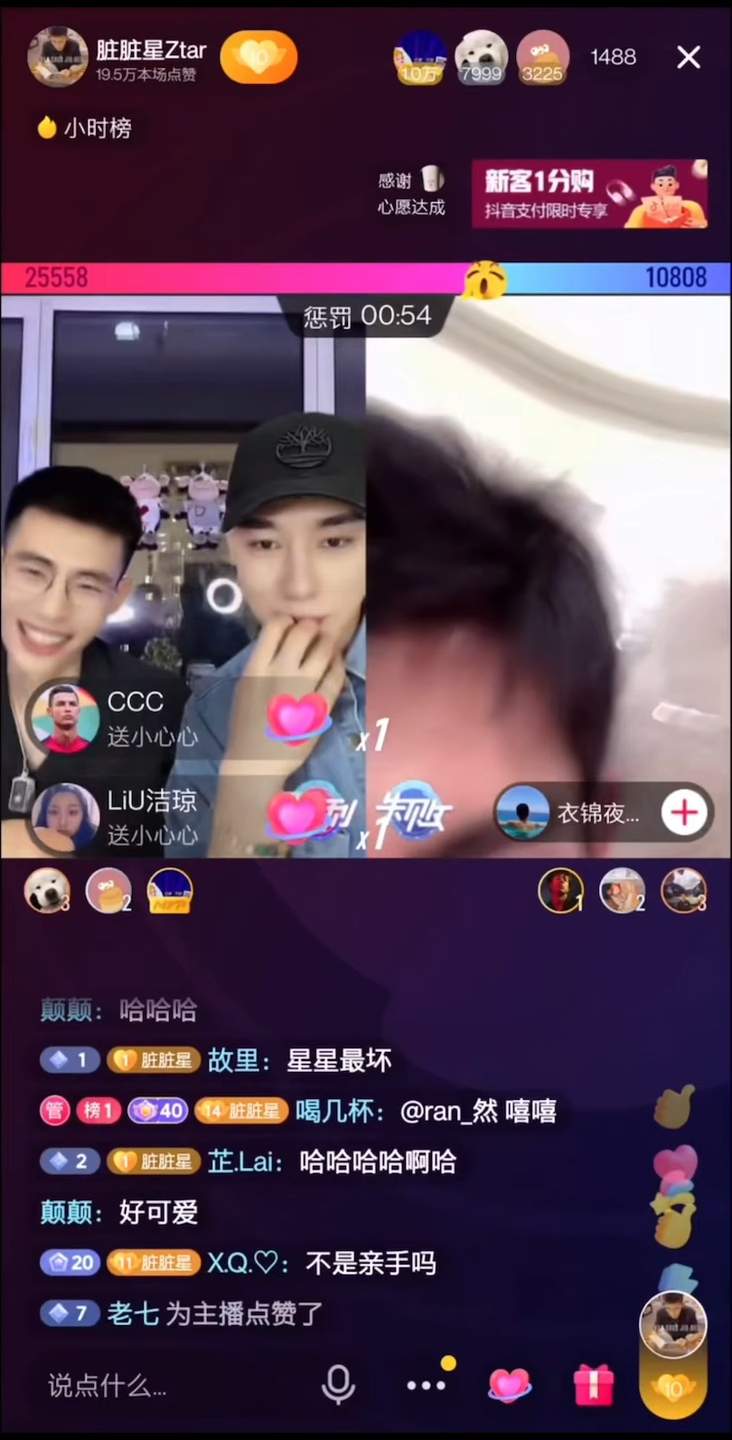 脏脏星Ztar
19.5万本场点赞
10
1.0万
7999
3225
1488
小时榜
感谢
心愿达成
新客1分购
抖音支付限时专享
25558
10808
惩罚 00:54
CCC
送小心心
x1
LiU洁琼
送小心心
x1
失败
衣锦夜...
3
2
1
2
3
颠颠：哈哈哈
1 1 脏脏星 故里：星星最坏
管 榜1 40 14 脏脏星 喝几杯：@ran_然 嘻嘻
2 1 脏脏星 芷.Lai：哈哈哈哈啊哈
颠颠：好可爱
20 11 脏脏星 X.Q.♡：不是亲手吗
7 老七 为主播点赞了
说点什么...
10